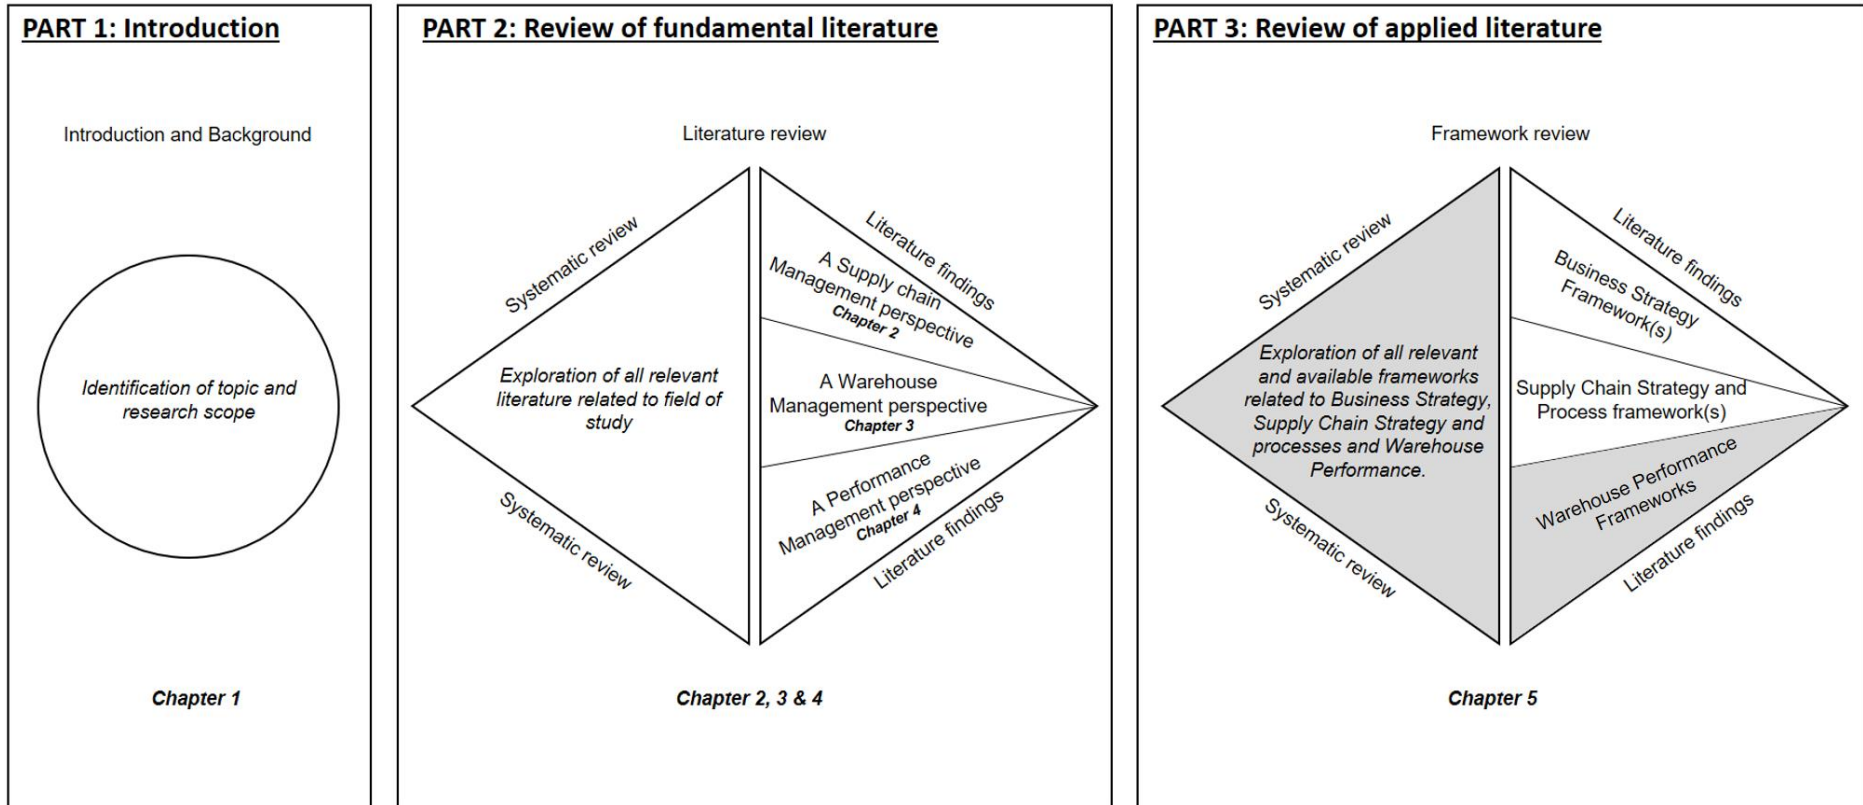 PART 1: Introduction
Introduction and Background
Identification of topic and
research scope
Chapter 1
PART 2: Review of fundamental literature
Literature review
Systematic review
Literature findings
Exploration of all relevant
literature related to field of
study
A Supply chain
Management perspective
Chapter 2
A Warehouse
Management perspective
Chapter 3
A Performance
Management perspective
Chapter 4
Systematic review
Literature findings
Chapter 2, 3 & 4
PART 3: Review of applied literature
Framework review
Systematic review
Literature findings
Exploration of all relevant
and available frameworks
related to Business Strategy,
Supply Chain Strategy and
processes and Warehouse
Performance.
Business Strategy
Framework(s)
Supply Chain Strategy and
Process framework(s)
Warehouse Performance
Frameworks
Systematic review
Literature findings
Chapter 5